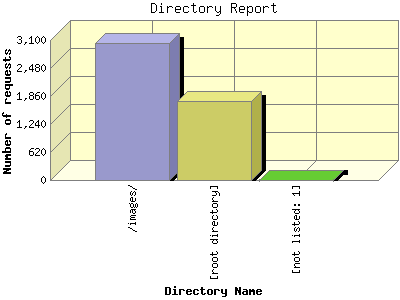 Directory Report
3,100
2,480
1,860
1,240
620
0
Number of requests
/images/
[root directory]
[not listed: 1]
Directory Name